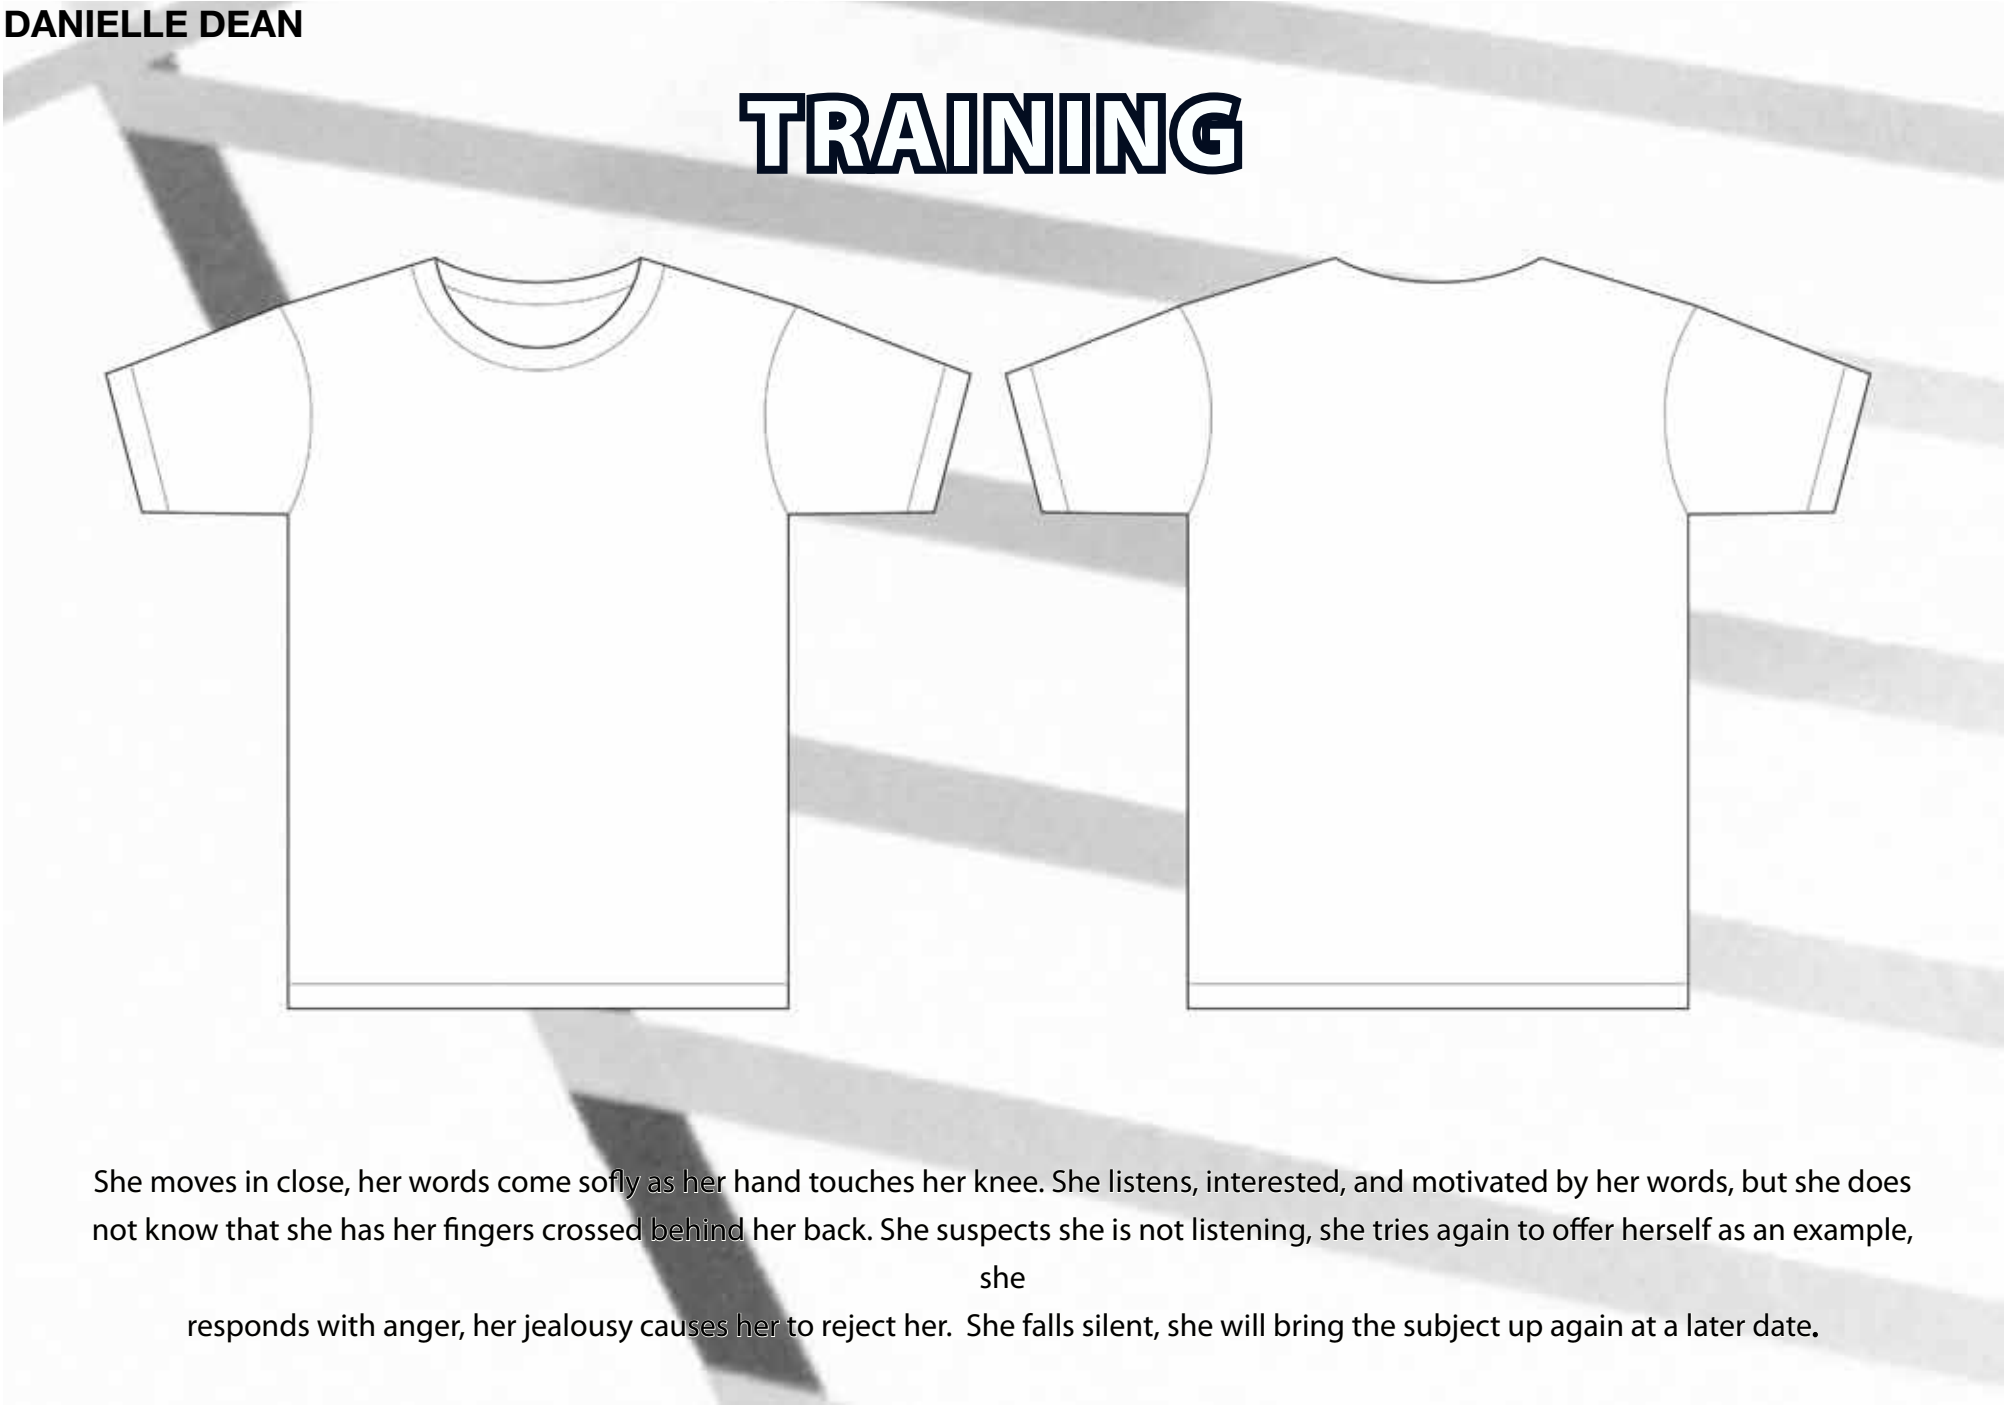 DANIELLE DEAN
TRAINING
She moves in close, her words come sofly as her hand touches her knee. She listens, interested, and motivated by her words, but she does
not know that she has her fingers crossed behind her back. She suspects she is not listening, she tries again to offer herself as an example,
she
responds with anger, her jealousy causes her to reject her.  She falls silent, she will bring the subject up again at a later date.